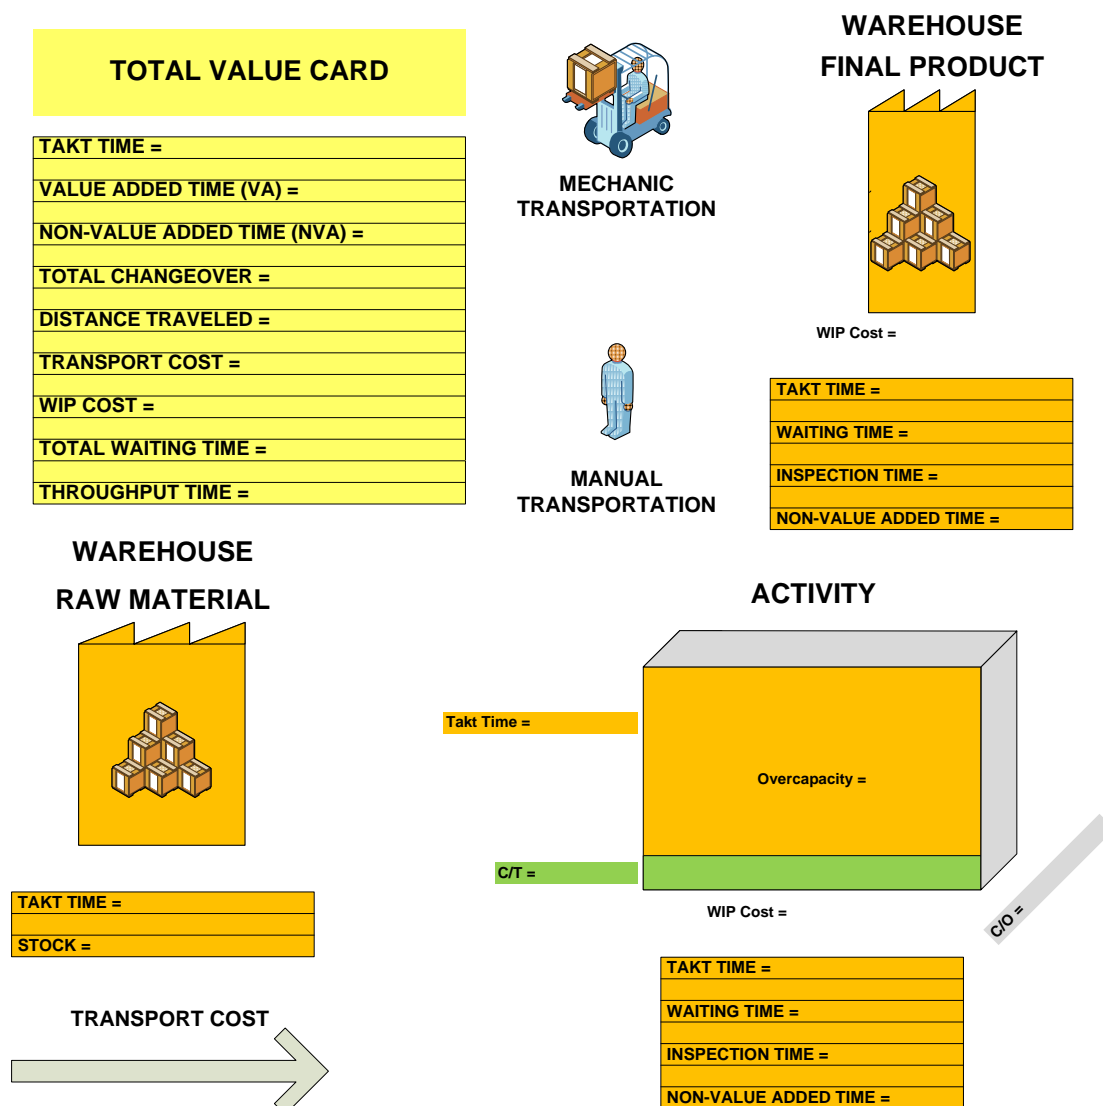 TOTAL VALUE CARD
TAKT TIME =
VALUE ADDED TIME (VA) =
NON-VALUE ADDED TIME (NVA) =
TOTAL CHANGEOVER =
DISTANCE TRAVELED =
TRANSPORT COST =
WIP COST =
TOTAL WAITING TIME =
THROUGHPUT TIME =
MECHANIC
TRANSPORTATION
MANUAL
TRANSPORTATION
WAREHOUSE
FINAL PRODUCT
WIP Cost =
TAKT TIME =
WAITING TIME =
INSPECTION TIME =
NON-VALUE ADDED TIME =
WAREHOUSE
RAW MATERIAL
TAKT TIME =
STOCK =
TRANSPORT COST
ACTIVITY
Takt Time =
Overcapacity =
C/T =
WIP Cost =
C/O =
TAKT TIME =
WAITING TIME =
INSPECTION TIME =
NON-VALUE ADDED TIME =